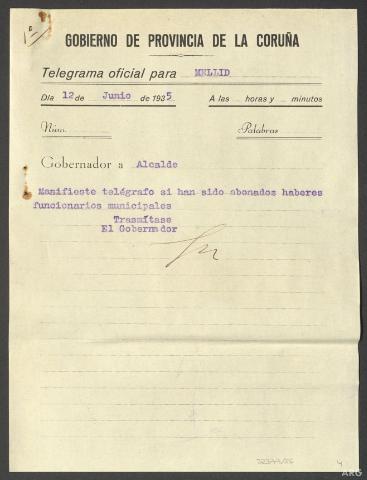 GOBIERNO DE PROVINCIA DE LA CORUÑA
Telegrama oficial para MELLID
Día 12 de Junio de 1935 A las horas y minutos
Núm. Palabras
Gobernador a Alcalde
Manifieste telégrafo si han sido abonados haberes
funcionarios municipales
Trasmítase
El Gobernador
ARG